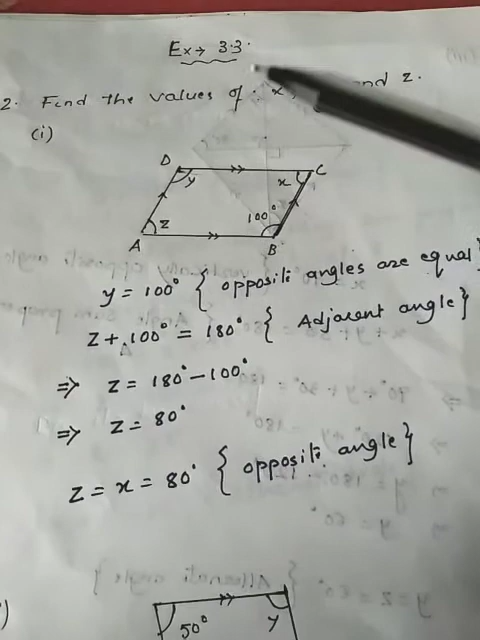 Ex → 3.3.
2. Find the values of x, and z.
(i)
D C
y x
z 100°
A B
y = 100° { oppositi angles are equal }
z + 100° = 180° { Adjacent angle }
⇒ z = 180° - 100°
⇒ z = 80°
z = x = 80° { oppositi angle }
50° y